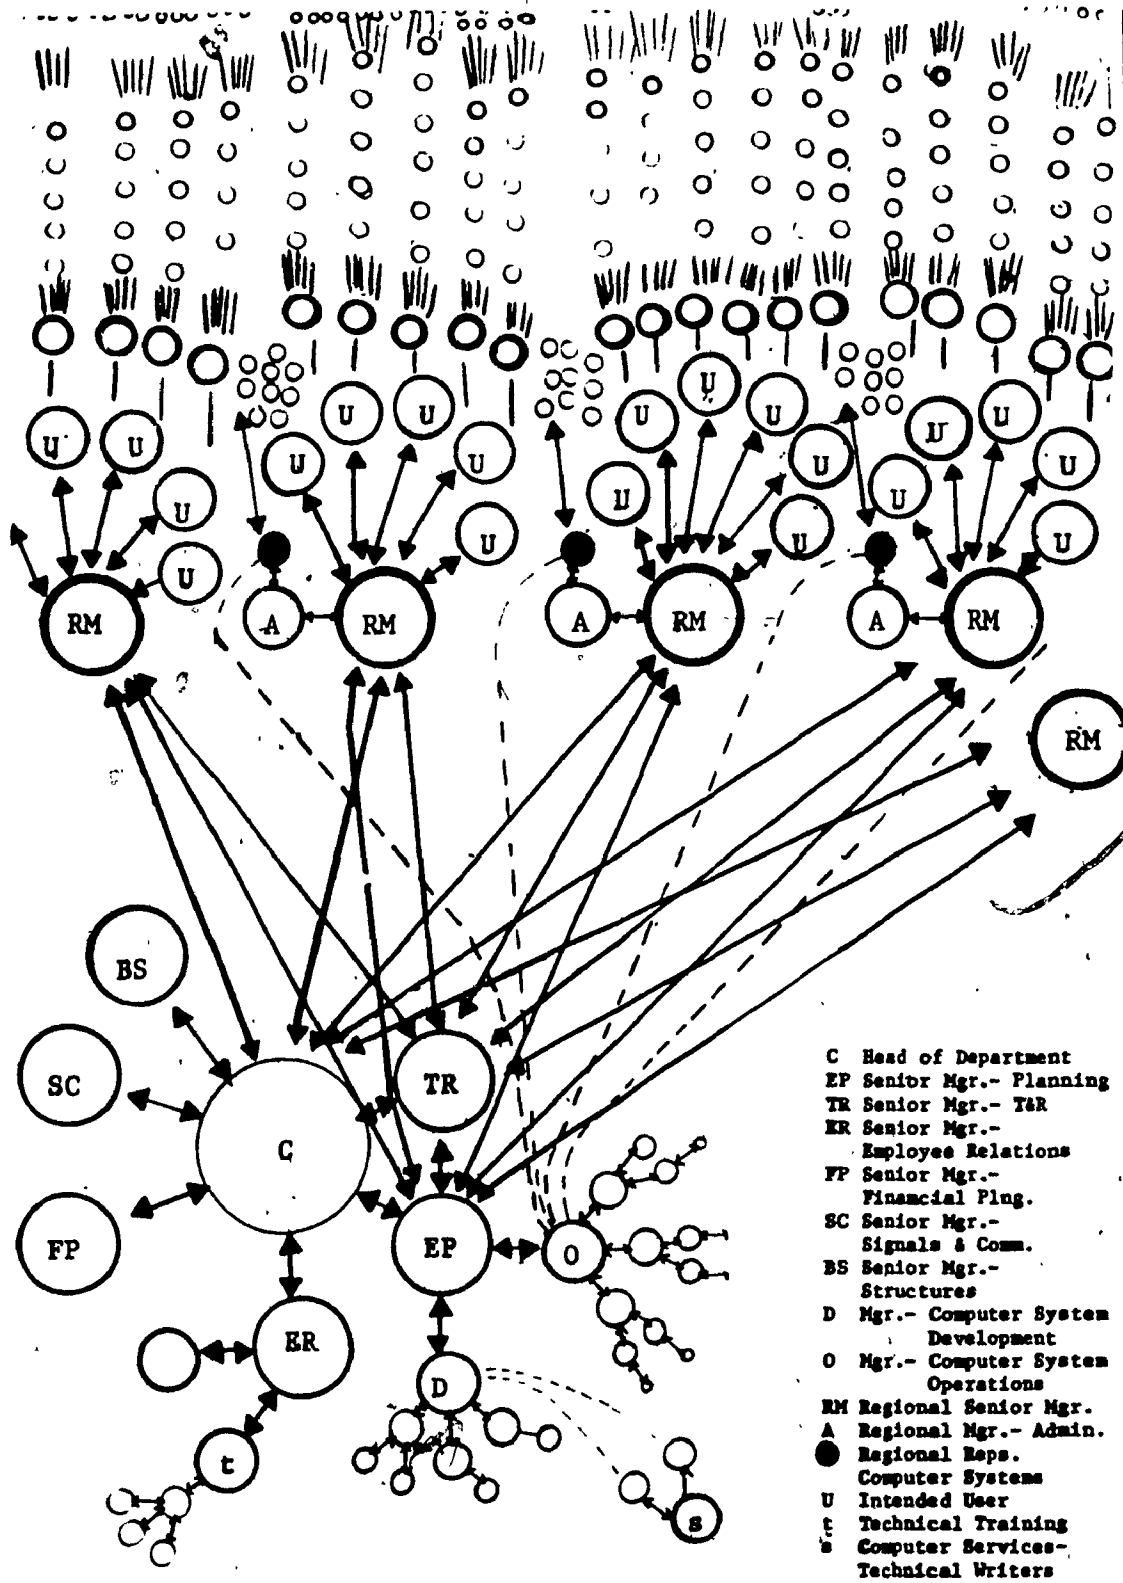 U U U U U U U U
U U U U U U U U U U U U U U U
RM A RM A RM A RM
RM
BS
SC TR
C
FP EP O
ER
D
t
s
C Head of Department
EP Senior Mgr.- Planning
TR Senior Mgr.- T&R
ER Senior Mgr.-
Employee Relations
FP Senior Mgr.-
Financial Plng.
SC Senior Mgr.-
Signals & Comm.
BS Senior Mgr.-
Structures
D Mgr.- Computer System
Development
O Mgr.- Computer System
Operations
RM Regional Senior Mgr.
A Regional Mgr.- Admin.
Regional Reps.
Computer Systems
U Intended User
t Technical Training
s Computer Services-
Technical Writers